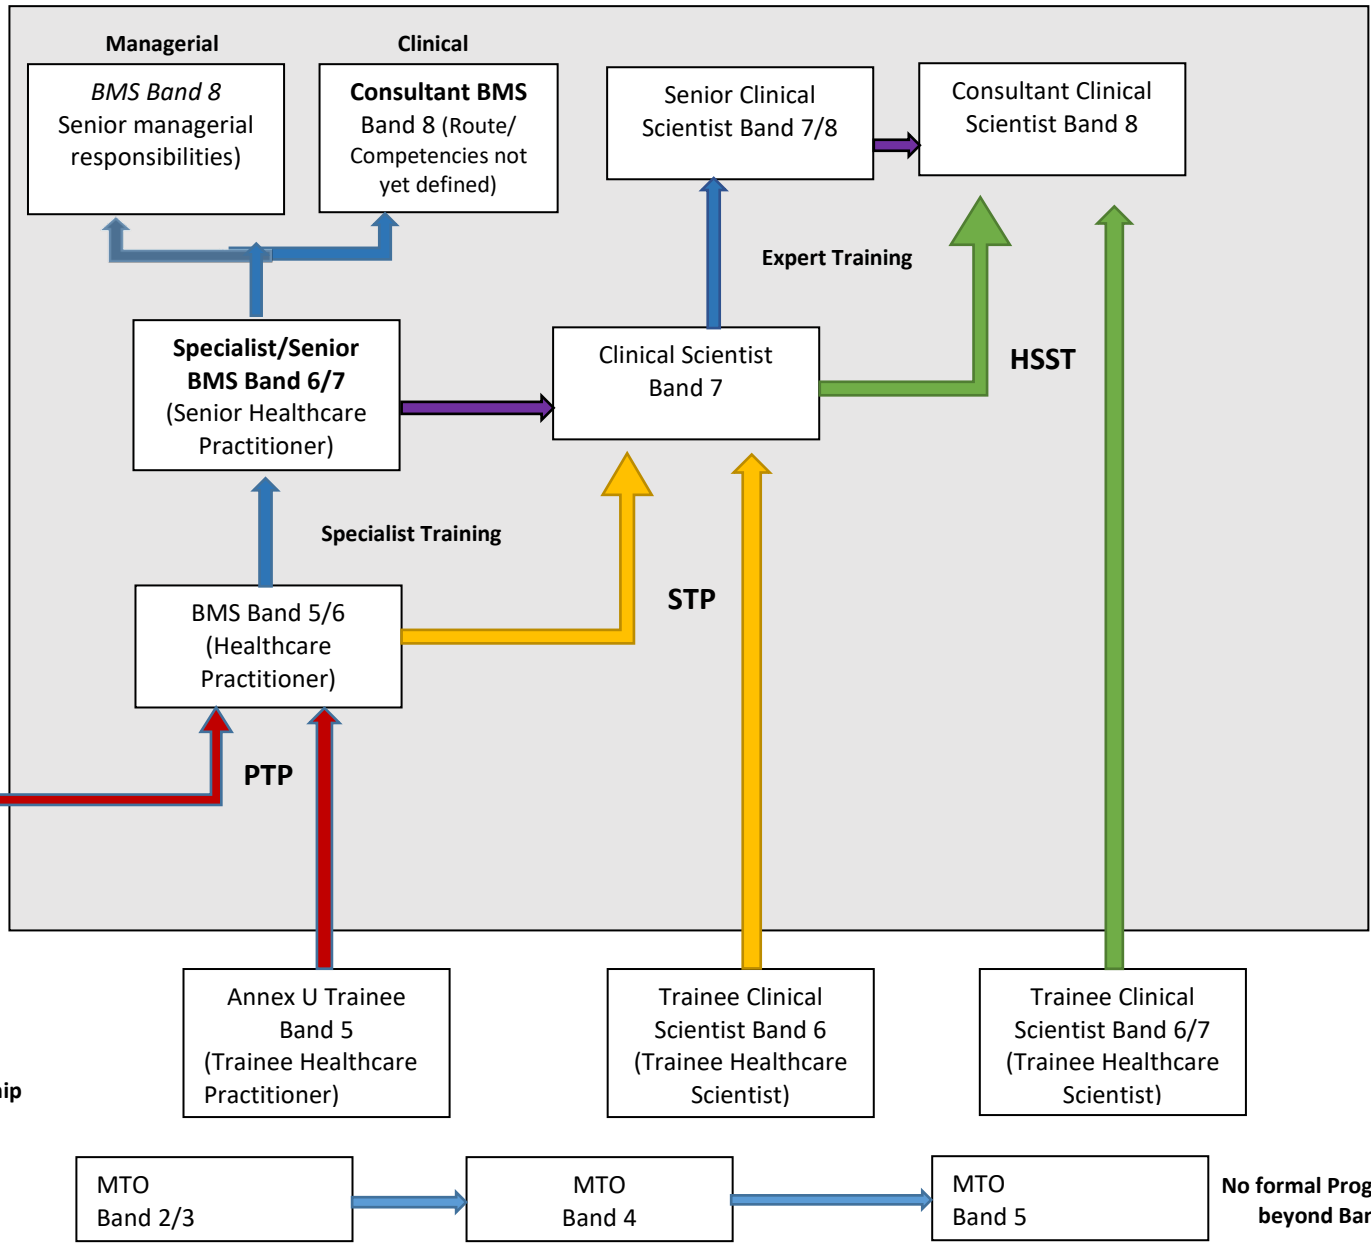 Managerial
Clinical
BMS Band 8
Senior managerial
responsibilities)
Consultant BMS
Band 8 (Route/
Competencies not
yet defined)
Senior Clinical
Scientist Band 7/8
Consultant Clinical
Scientist Band 8
Expert Training
Specialist/Senior
BMS Band 6/7
(Senior Healthcare
Practitioner)
Clinical Scientist
Band 7
HSST
Specialist Training
BMS Band 5/6
(Healthcare
Practitioner)
STP
PTP
Annex U Trainee
Band 5
(Trainee Healthcare
Practitioner)
Trainee Clinical
Scientist Band 6
(Trainee Healthcare
Scientist)
Trainee Clinical
Scientist Band 6/7
(Trainee Healthcare
Scientist)
MTO
Band 2/3
MTO
Band 4
MTO
Band 5
No formal
beyond